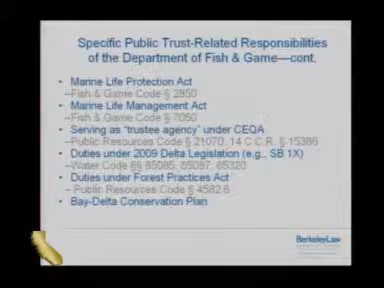 Specific Public Trust-Related Responsibilities
of the Department of Fish & Game—cont.
• Marine Life Protection Act
–Fish & Game Code § 2850
• Marine Life Management Act
–Fish & Game Code § 7050
• Serving as "trustee agency" under CEQA
–Public Resources Code § 21070, 14 C.C.R. § 15386
• Duties under 2009 Delta Legislation (e.g., SB 1X)
–Water Code §§ 85085, 85087, 85320
• Duties under Forest Practices Act
– Public Resources Code § 4582.6
• Bay-Delta Conservation Plan
BerkeleyLaw